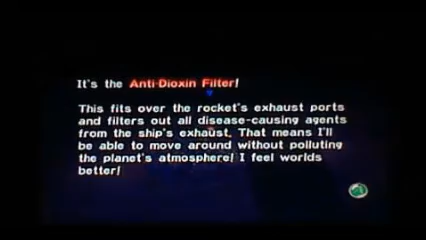 It's the Anti-Dioxin Filter!
This fits over the rocket's exhaust ports
and filters out all disease-causing agents
from the ship's exhaust. That means I'll
be able to move around without polluting
the planet's atmosphere! I feel worlds
better!